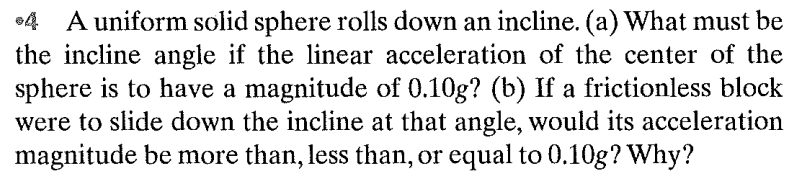 •4 A uniform solid sphere rolls down an incline. (a) What must be
the incline angle if the linear acceleration of the center of the
sphere is to have a magnitude of 0.10g? (b) If a frictionless block
were to slide down the incline at that angle, would its acceleration
magnitude be more than, less than, or equal to 0.10g? Why?